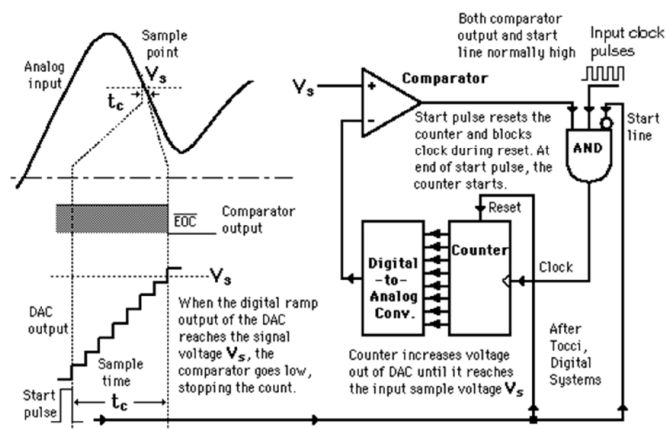 Analog
input
Sample
point
Vs
tc
EOC
Comparator
output
Vs
DAC
output
When the digital ramp
output of the DAC
reaches the signal
voltage Vs, the
comparator goes low,
stopping the count.
Sample
time
Start
pulse
tc
Both comparator
output and start
line normally high
Input clock
pulses
Vs
+
-
Comparator
Start pulse resets the
counter and blocks
clock during reset. At
end of start pulse, the
counter starts.
AND
Start
line
Reset
Digital
-to-
Analog
Conv.
Counter
Clock
Counter increases voltage
out of DAC until it reaches
the input sample voltage Vs
After
Tocci,
Digital
Systems